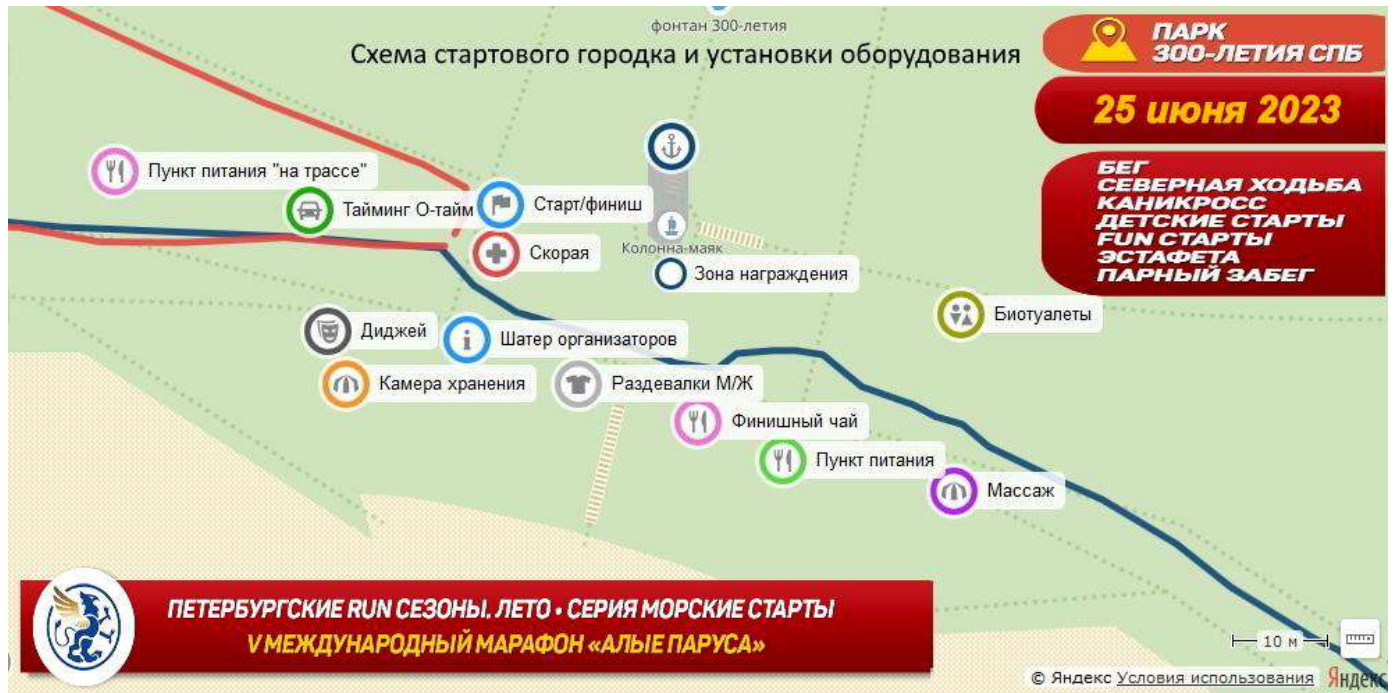 фонтан 300-летия
Схема стартового городка и установки оборудования
ПАРК
300-ЛЕТИЯ СПБ
25 июня 2023
БЕГ
СЕВЕРНАЯ ХОДЬБА
КАНИКРОСС
ДЕТСКИЕ СТАРТЫ
FUN СТАРТЫ
ЭСТАФЕТА
ПАРНЫЙ ЗАБЕГ
Пункт питания "на трассе"
Тайминг О-тайм
Старт/финиш
Скорая
Колонна-маяк
Зона награждения
Биотуалеты
Диджей
Шатер организаторов
Камера хранения
Раздевалки М/Ж
Финишный чай
Пункт питания
Массаж
ПЕТЕРБУРГСКИЕ RUN СЕЗОНЫ. ЛЕТО • СЕРИЯ МОРСКИЕ СТАРТЫ
V МЕЖДУНАРОДНЫЙ МАРАФОН «АЛЫЕ ПАРУСА»
10 м
© Яндекс Условия использования Яндекс